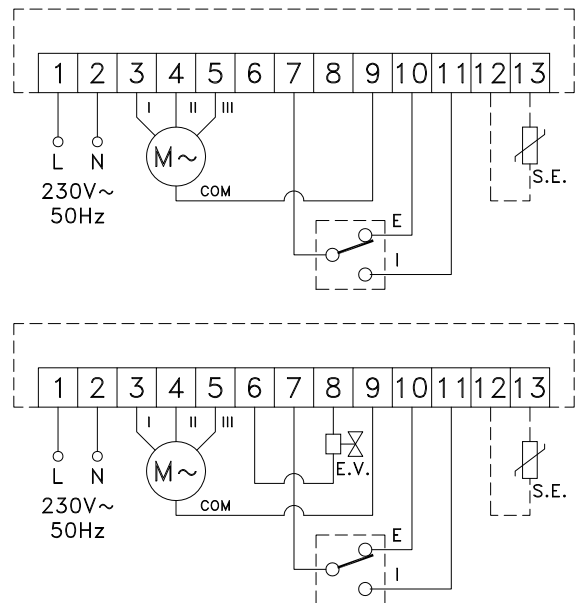 1 2 3 4 5 6 7 8 9 10 11 12 13
I II III
L N M~ S.E.
230V~ COM
50Hz E
I
1 2 3 4 5 6 7 8 9 10 11 12 13
I II III
L N M~ E.V. S.E.
230V~ COM
50Hz E
I